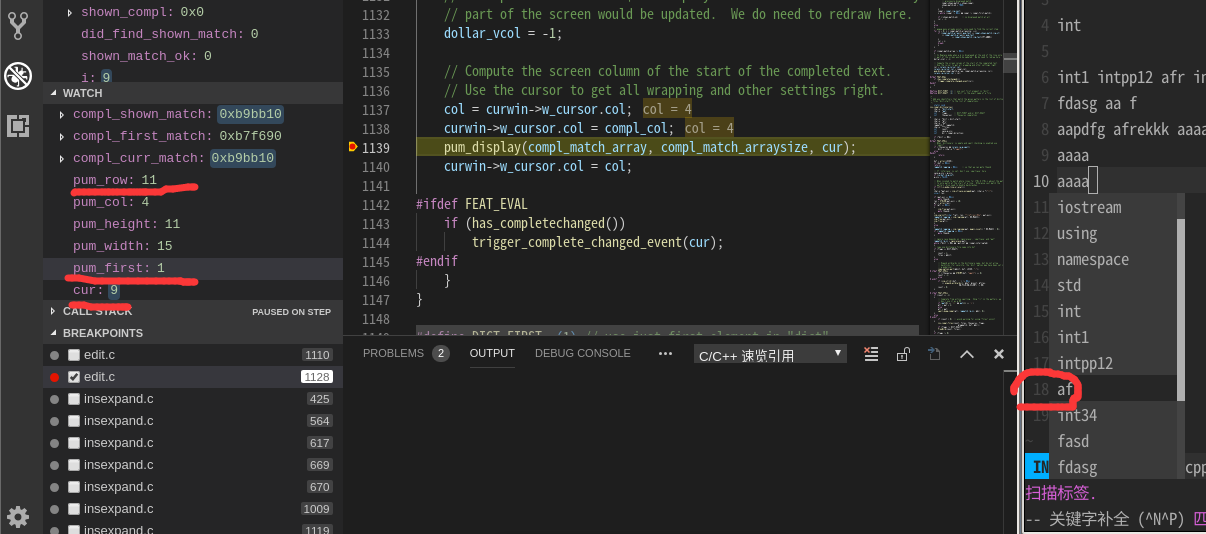 shown_compl: 0x0
did_find_shown_match: 0
shown_match_ok: 0
i: 9
WATCH
compl_shown_match: 0xb9bb10
compl_first_match: 0xb7f690
compl_curr_match: 0xb9bb10
pum_row: 11
pum_col: 4
pum_height: 11
pum_width: 15
pum_first: 1
cur: 9
CALL STACK PAUSED ON STEP
BREAKPOINTS
edit.c 1110
edit.c 1128
insexpand.c 425
insexpand.c 564
insexpand.c 617
insexpand.c 669
insexpand.c 670
insexpand.c 1009
insexpand.c 1119
1132 // part of the screen would be updated. We do need to redraw here.
1133 dollar_vcol = -1;
1134
1135 // Compute the screen column of the start of the completed text.
1136 // Use the cursor to get all wrapping and other settings right.
1137 col = curwin->w_cursor.col; col = 4
1138 curwin->w_cursor.col = compl_col; col = 4
1139 pum_display(compl_match_array, compl_match_arraysize, cur);
1140 curwin->w_cursor.col = col;
1141
1142 #ifdef FEAT_EVAL
1143 if (has_completechanged())
1144 trigger_complete_changed_event(cur);
1145 #endif
1146 }
1147 }
1148
PROBLEMS 2 OUTPUT DEBUG CONSOLE ••• C/C++ 速览引用
4 int
5
6 int1 intpp12 afr in
7 fdasg aa f
8 aapdfg afrekkk aaaa
9 aaaa
10 aaaa
11 iostream
12 using
13 namespace
14 std
15 int
16 int1
17 intpp12
18 af
19 int34
~ fasd
IN fdasg cpp
扫描标签.
-- 关键字补全 (^N^P) 匹